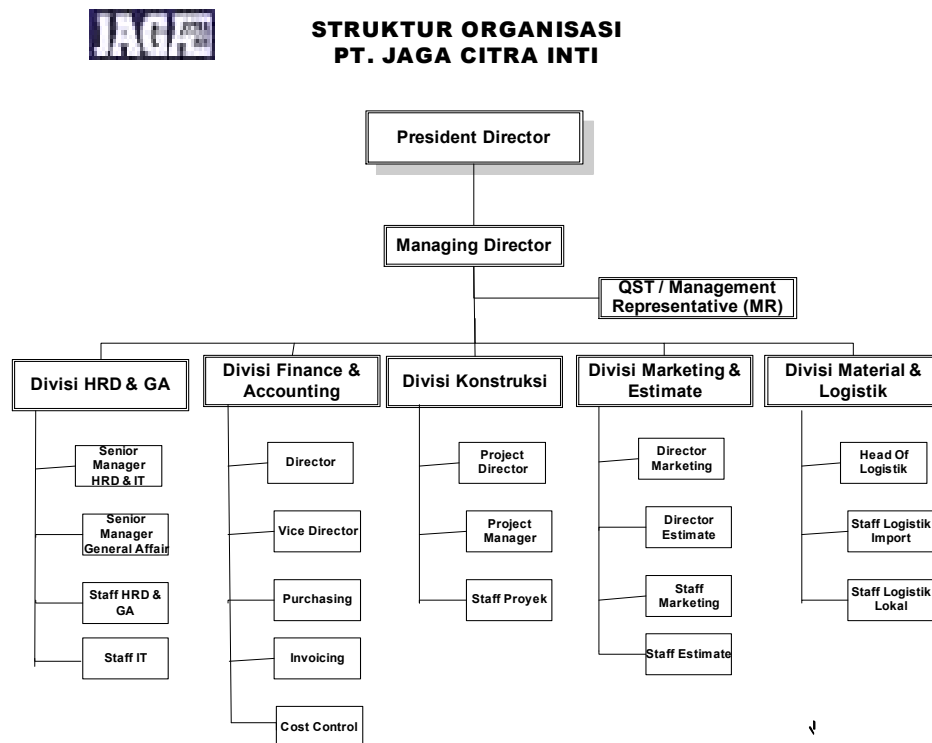 JAGA
STRUKTUR ORGANISASI
PT. JAGA CITRA INTI
President Director
Managing Director
QST / Management
Representative (MR)
Divisi HRD & GA
Divisi Finance &
Accounting
Divisi Konstruksi
Divisi Marketing &
Estimate
Divisi Material &
Logistik
Senior
Manager
HRD & IT
Senior
Manager
General Affair
Staff HRD &
GA
Staff IT
Director
Vice Director
Purchasing
Invoicing
Cost Control
Project
Director
Project
Manager
Staff Proyek
Director
Marketing
Director
Estimate
Staff
Marketing
Staff Estimate
Head Of
Logistik
Staff Logistik
Import
Staff Logistik
Lokal